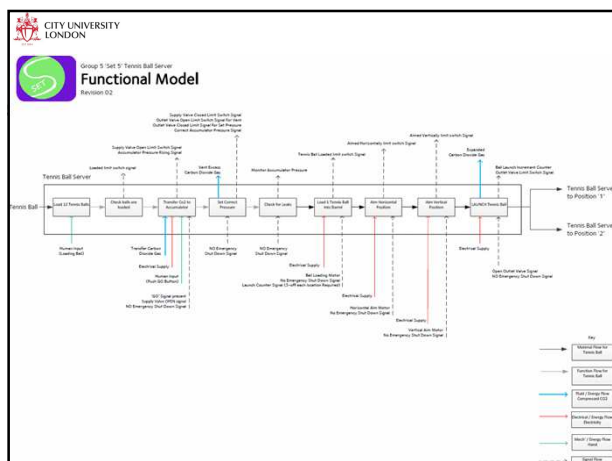 CITY UNIVERSITY
LONDON
Group 5 'Set 5' Tennis Ball Server
Functional Model
Revision 02
SET
Supply Valve Closed Limit Switch Signal
Outlet Valve Open Limit Switch Signal for Vent
Outlet Valve Closed Limit Signal for Set Pressure
Correct Accumulator Pressure Signal
Supply Valve Open Limit Switch Signal
Accumulator Pressure Rising Signal
Loaded limit switch signal
Vent Excess
Carbon Dioxide Gas
Monitor Accumulator Pressure
Tennis Ball Loaded limit Signal
Aimed Horizontally limit switch Signal
Aimed Vertically limit switch Signal
Expanded
Carbon Dioxide Gas
Ball Launch Increment Counter
Outlet Valve Limit Switch Signal
Tennis Ball Server
Tennis Ball
Load 12 Tennis Balls
Check balls are
loaded
Transfer Co2 to
Accumulator
Set Correct
Pressure
Check for Leaks
Load 1 Tennis Ball
into Barrel
Aim Horizontal
Position
Aim Vertical
Position
LAUNCH Tennis Ball
Tennis Ball Serve
to Position '1'
Tennis Ball Serve
to Position '2'
Human Input
(Loading Ball)
Transfer Carbon
Dioxide Gas
Electrical Supply
Human Input
(Push GO Button)
'GO' Signal present
Supply Valve OPEN signal
NO Emergency Shut Down Signal
NO Emergency
Shut Down Signal
NO Emergency
Shut Down Signal
Electrical Supply
Ball Loading Motor
No Emergency Shut Down Signal
Launch Counter Signal (5-off each location Required)
Electrical Supply
Horizontal Aim Motor
No Emergency Shut Down Signal
Electrical Supply
Vertical Aim Motor
No Emergency Shut Down Signal
Electrical Supply
Open Outlet Valve Signal
NO Emergency Shut Down Signal
Key
Material Flow for
Tennis Ball
Function Flow for
Tennis Ball
Fluid / Energy Flow
Compressed CO2
Electrical / Energy Flow
Electricity
Mech' / Energy Flow
Hand
Signal Flow